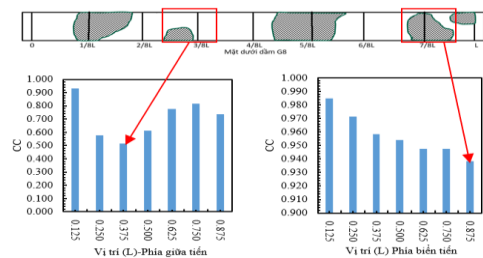 0 1/8L 2/8L 3/8L 4/8L 5/8L 6/8L 7/8L L
Mặt dưới dầm G8
1.000
0.900
0.800
0.700
0.600
0.500
0.400
0.300
0.200
0.100
0.000
CC
0.125 0.250 0.375 0.500 0.625 0.750 0.875
Vị trí (L)-Phía giữa tiến
1.000
0.990
0.980
0.970
0.960
0.950
0.940
0.930
0.920
0.910
0.900
CC
0.125 0.250 0.375 0.500 0.625 0.750 0.875
Vị trí (L) Phía biển tiến